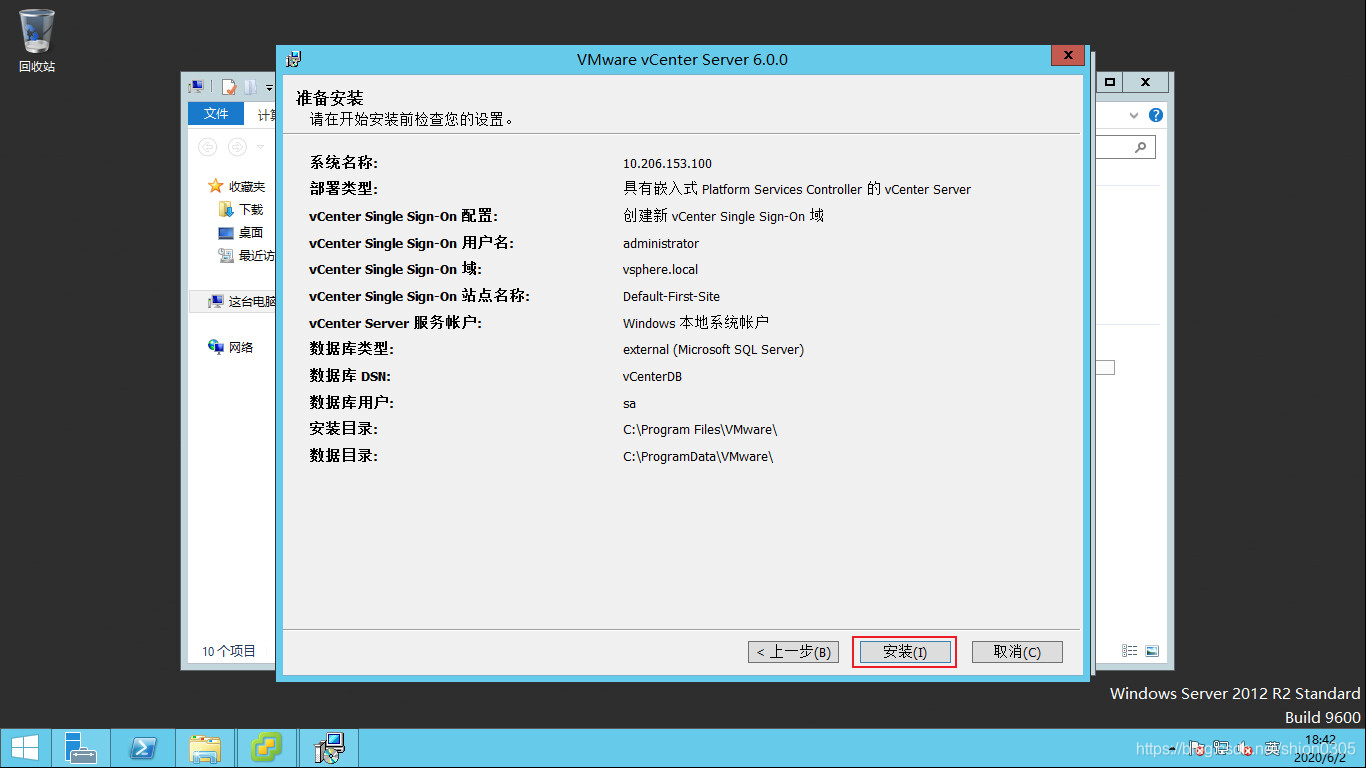 回收站
VMware vCenter Server 6.0.0
文件
准备安装
请在开始安装前检查您的设置。
收藏夹
下载
桌面
最近访
这台电脑
网络
10 个项目
系统名称: 10.206.153.100
部署类型: 具有嵌入式 Platform Services Controller 的 vCenter Server
vCenter Single Sign-On 配置: 创建新 vCenter Single Sign-On 域
vCenter Single Sign-On 用户名: administrator
vCenter Single Sign-On 域: vsphere.local
vCenter Single Sign-On 站点名称: Default-First-Site
vCenter Server 服务帐户: Windows 本地系统帐户
数据库类型: external (Microsoft SQL Server)
数据库 DSN: vCenterDB
数据库用户: sa
安装目录: C:\Program Files\VMware\
数据目录: C:\ProgramData\VMware\
< 上一步(B) 安装(I) 取消(C)
Windows Server 2012 R2 Standard
Build 9600
英
18:42
2020/6/2